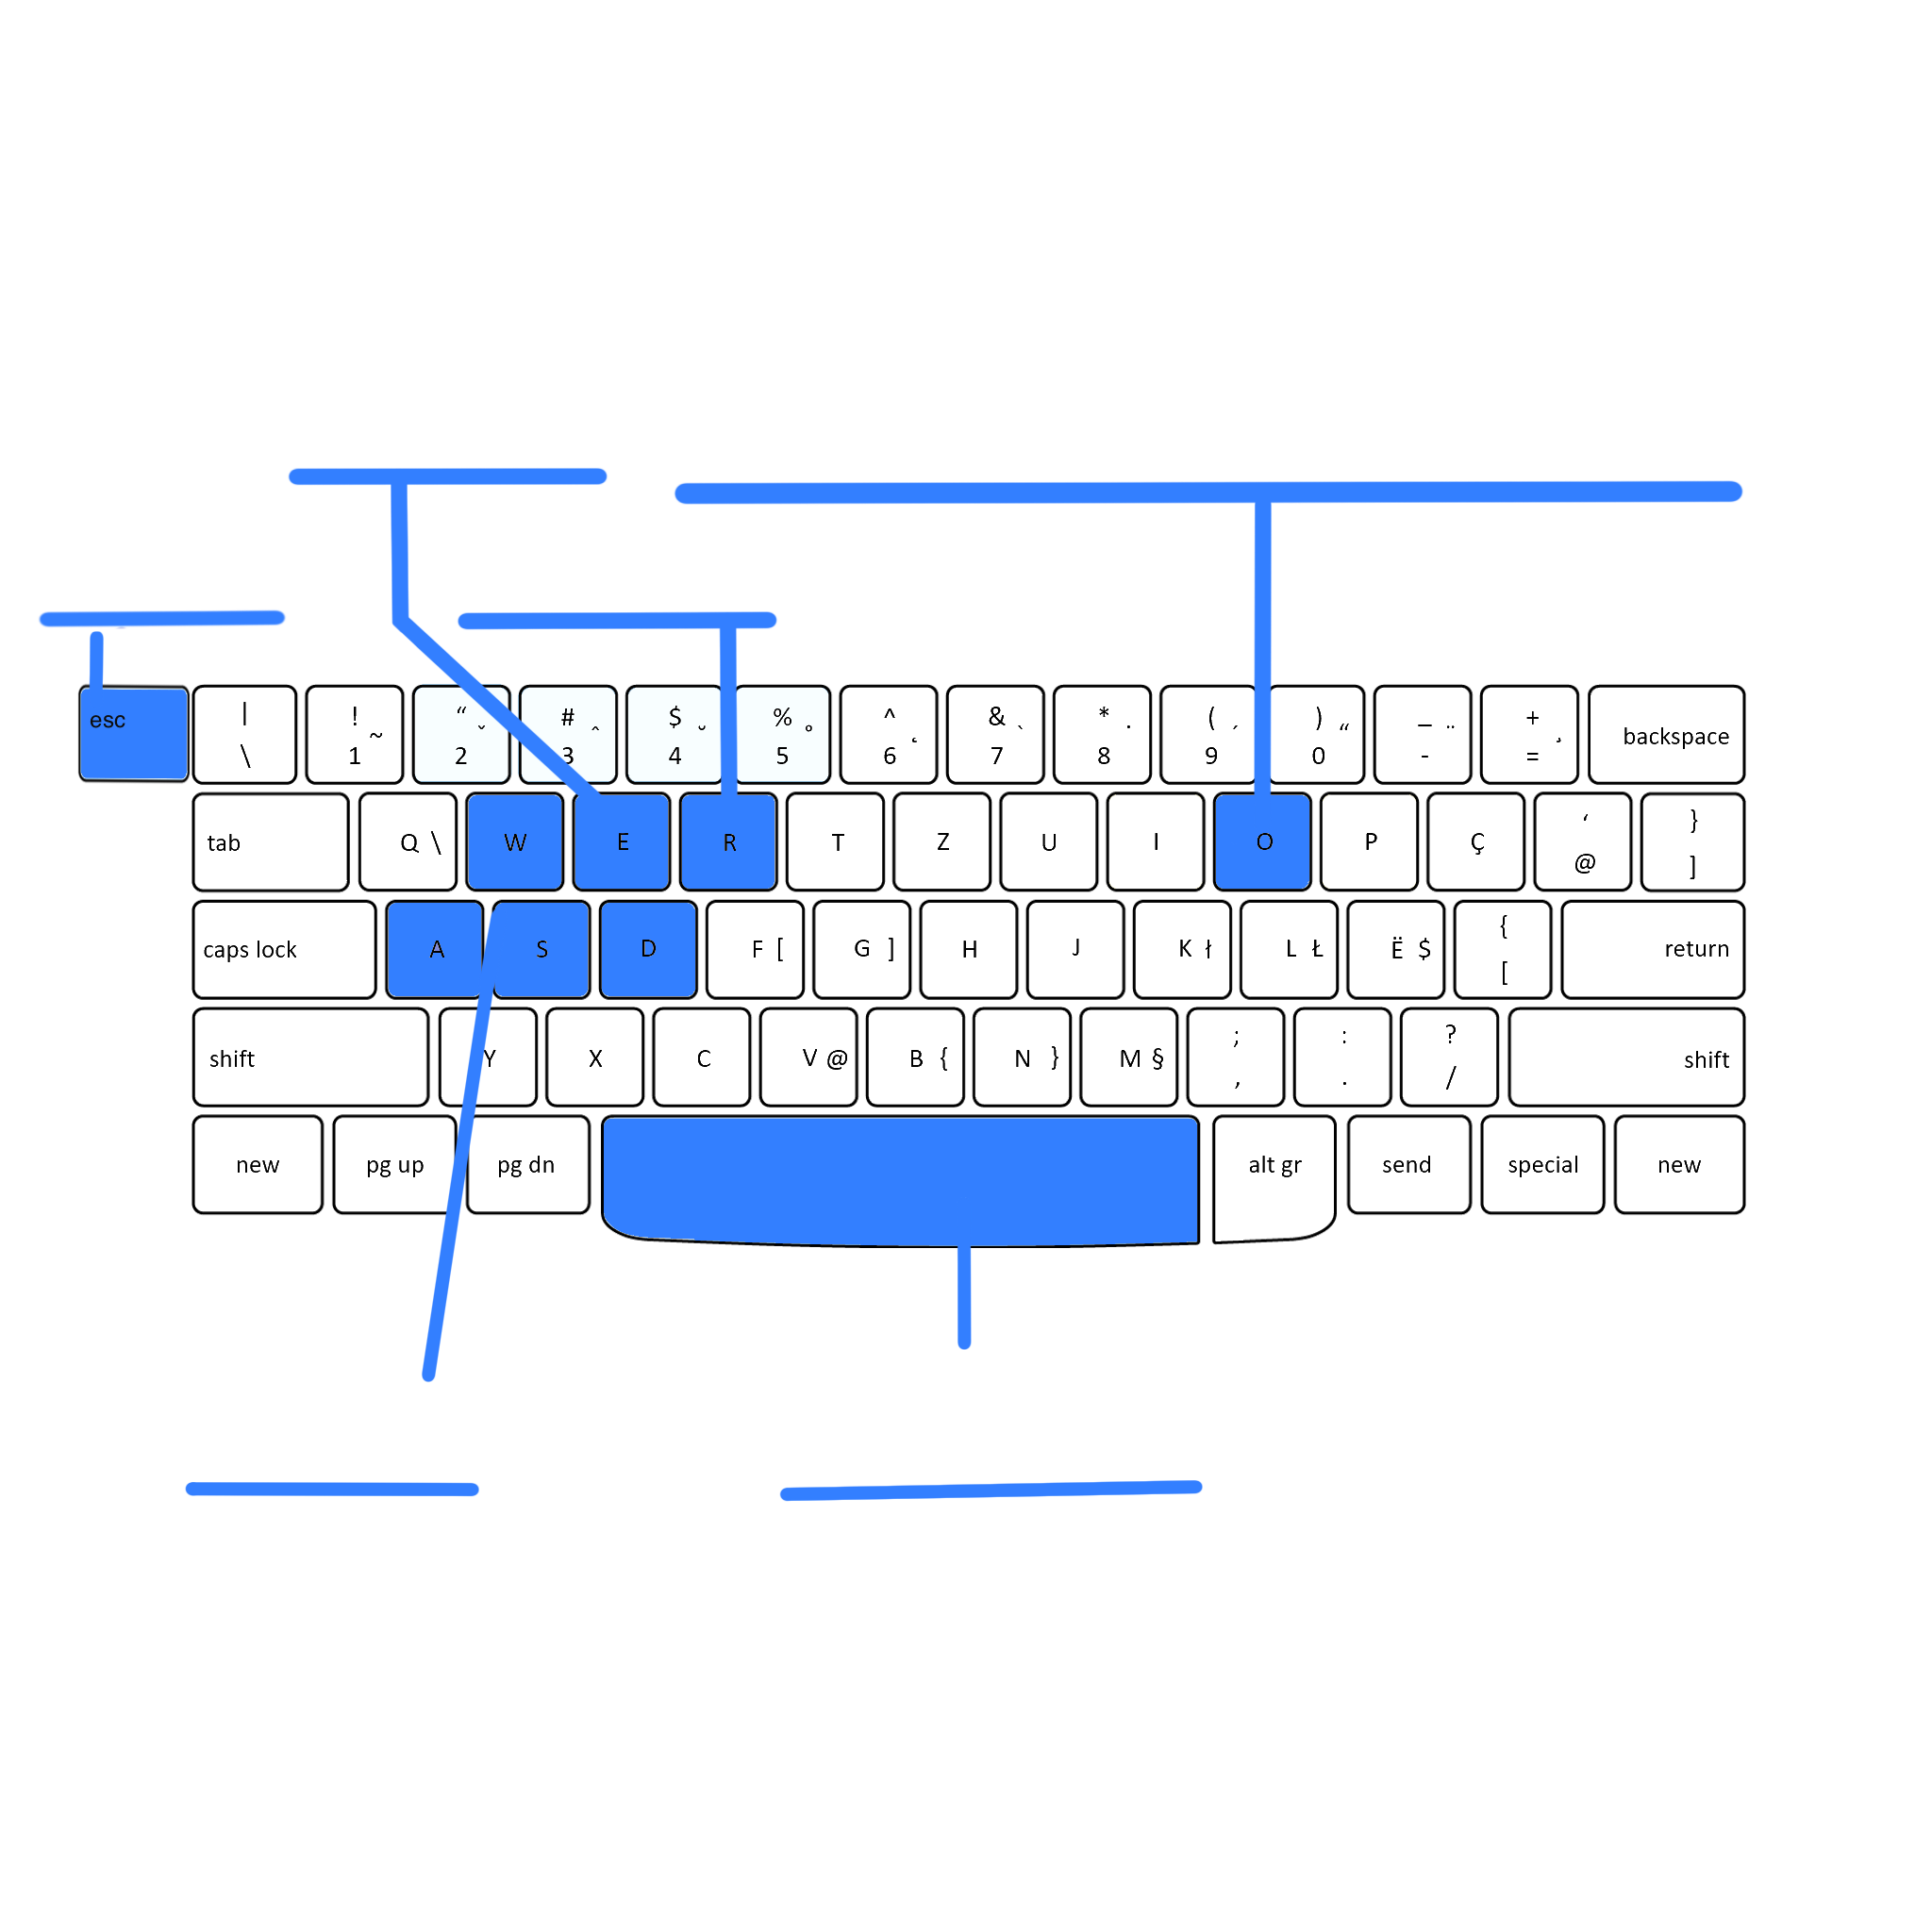 esc | \ ! 1 ~ “ 2 ˇ # 3 ˆ $ 4 ˘ % 5 ° ^ 6 ˛ & 7 ` * 8 ˙ ( 9 ´ ) 0 “ _ - ¨ + = ¸ backspace
tab Q \ W E R T Z U I O P Ç ‘ @ } ]
caps lock A S D F [ G ] H J K ł L Ł Ë $ { [ return
shift Y X C V @ B { N } M § ; , : . ? / shift
new pg up pg dn alt gr send special new